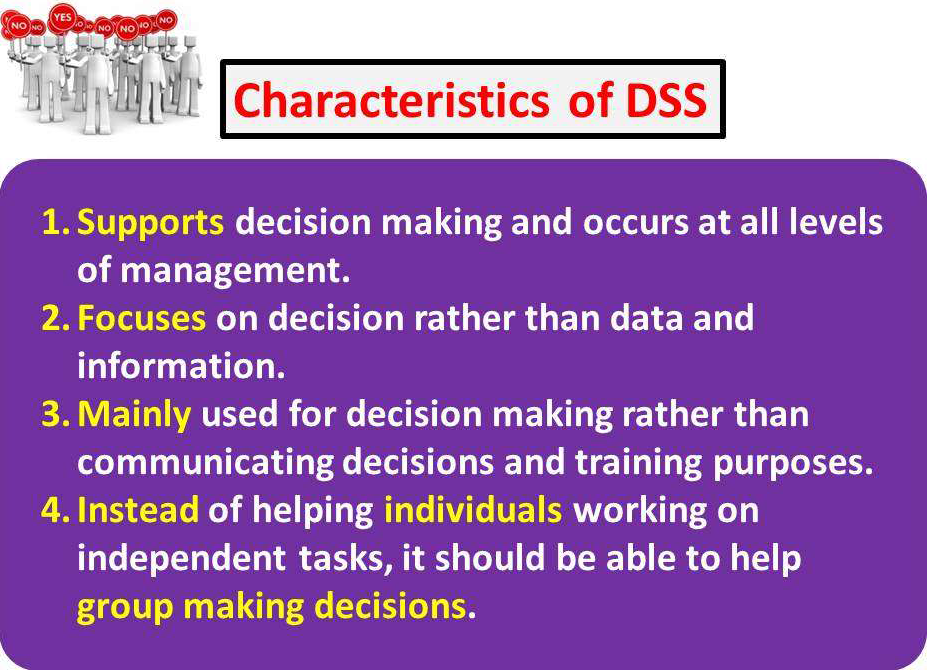 NO NO YES NO NO NO NO NO
Characteristics of DSS
1. Supports decision making and occurs at all levels
of management.
2. Focuses on decision rather than data and
information.
3. Mainly used for decision making rather than
communicating decisions and training purposes.
4. Instead of helping individuals working on
independent tasks, it should be able to help
group making decisions.